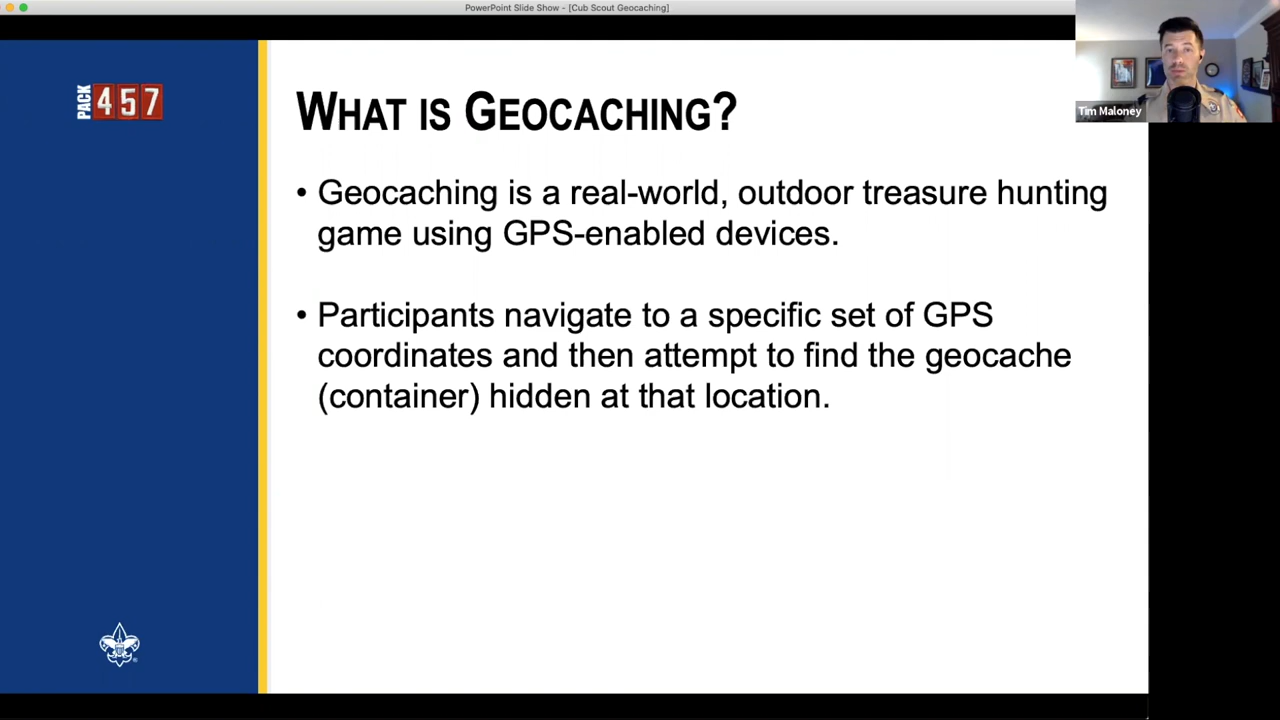 PowerPoint Slide Show - [Cub Scout Geocaching]
PACK 457
WHAT IS GEOCACHING?
• Geocaching is a real-world, outdoor treasure hunting
game using GPS-enabled devices.
• Participants navigate to a specific set of GPS
coordinates and then attempt to find the geocache
(container) hidden at that location.
Tim Maloney
®